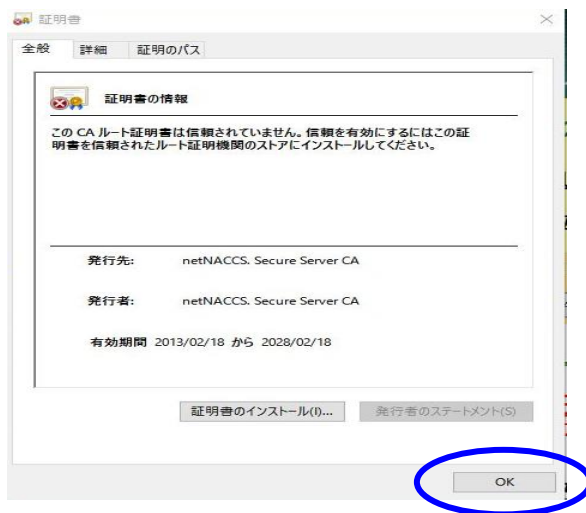 証明書
全般 詳細 証明のパス
証明書の情報
この CA ルート証明書は信頼されていません。信頼を有効にするにはこの証
明書を信頼されたルート証明機関のストアにインストールしてください。
発行先: netNACCS. Secure Server CA
発行者: netNACCS. Secure Server CA
有効期間 2013/02/18 から 2028/02/18
証明書のインストール(I)... 発行者のステートメント(S)
OK